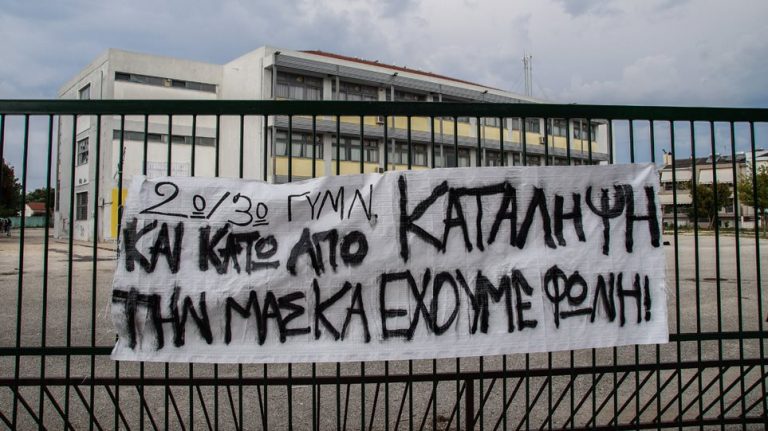 2ο/3ο ΓΥΜΝ. ΚΑΤΑΛΗΨΗ
ΚΑΙ ΚΑΤΩ ΑΠΟ
ΤΗΝ ΜΑΣΚΑ ΕΧΟΥΜΕ ΦΩΝΗ!